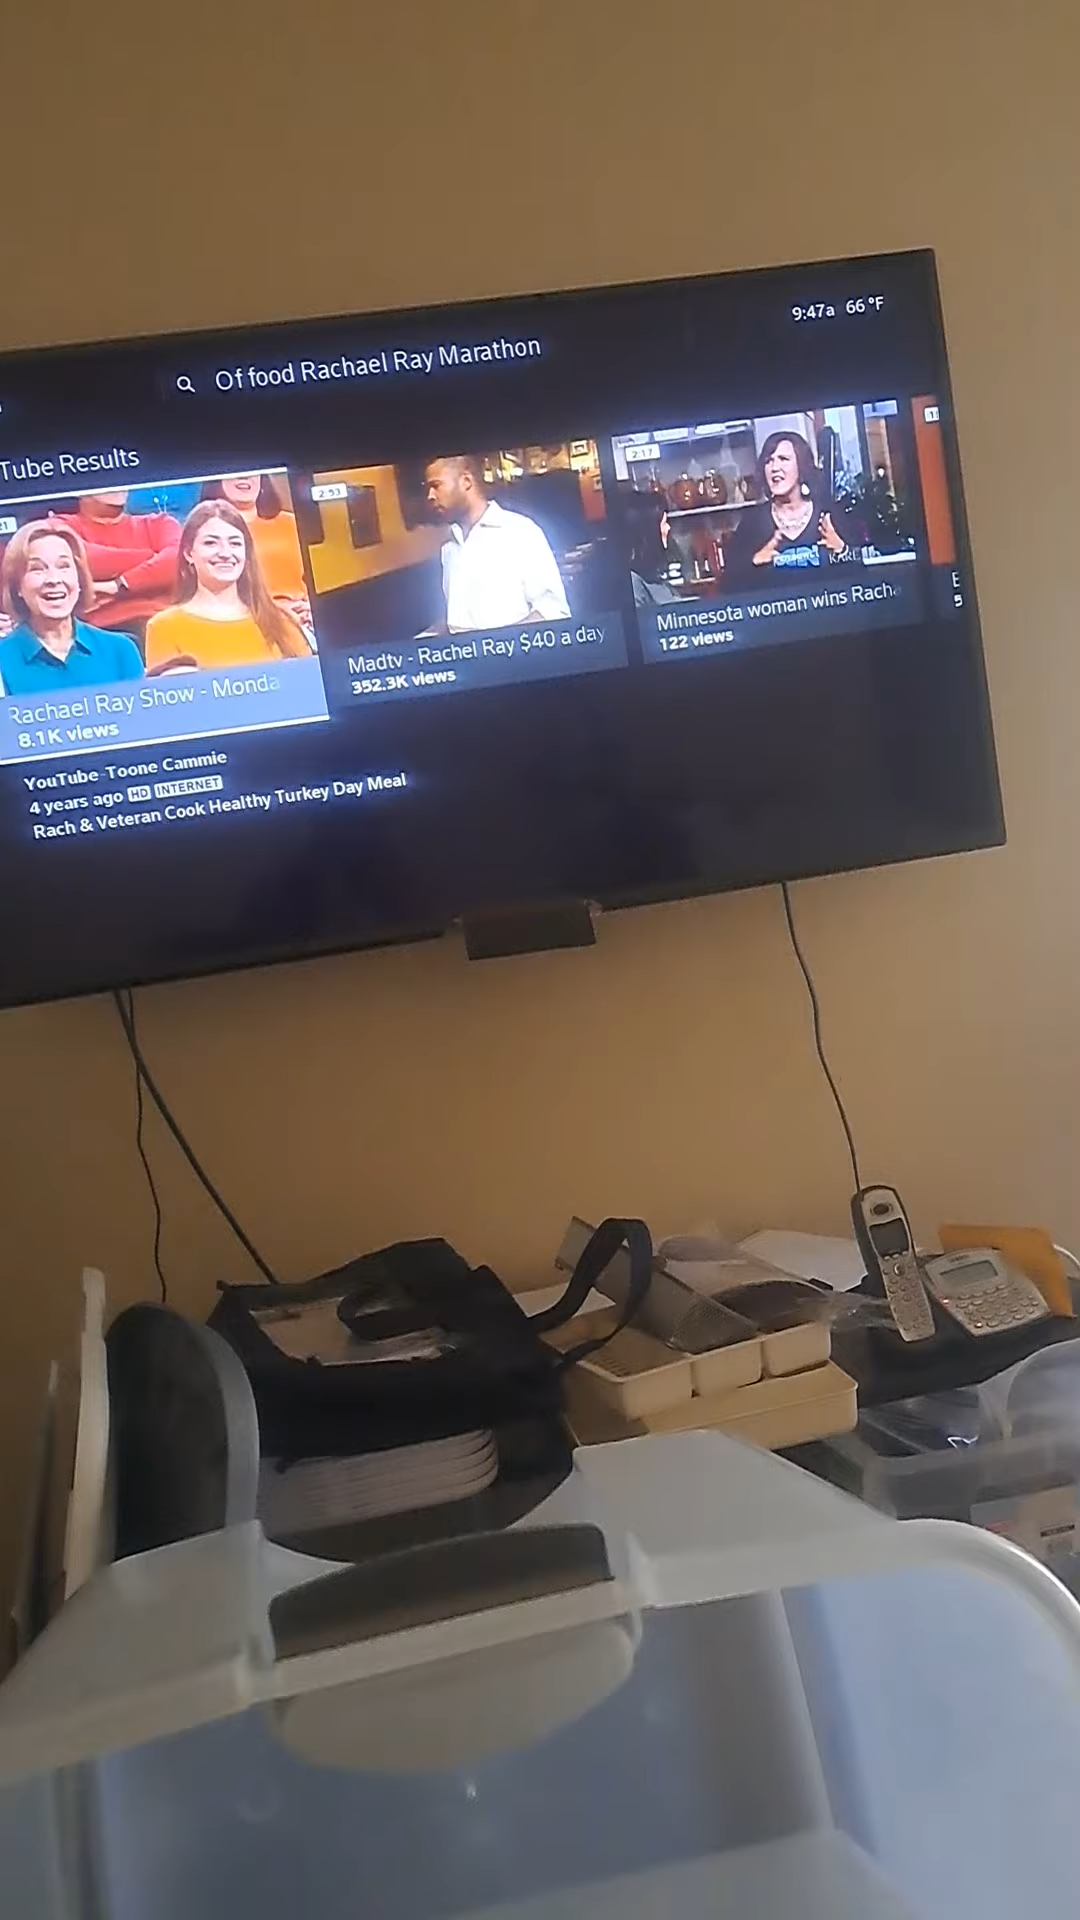 9:47a 66°F
Of food Rachael Ray Marathon
Tube Results
2:53
2:17
Rachael Ray Show - Monda
8.1K views
Madtv - Rachel Ray $40 a day
352.3K views
Minnesota woman wins Rach
122 views
YouTube-Toone Cammie
4 years ago HD INTERNET
Rach & Veteran Cook Healthy Turkey Day Meal